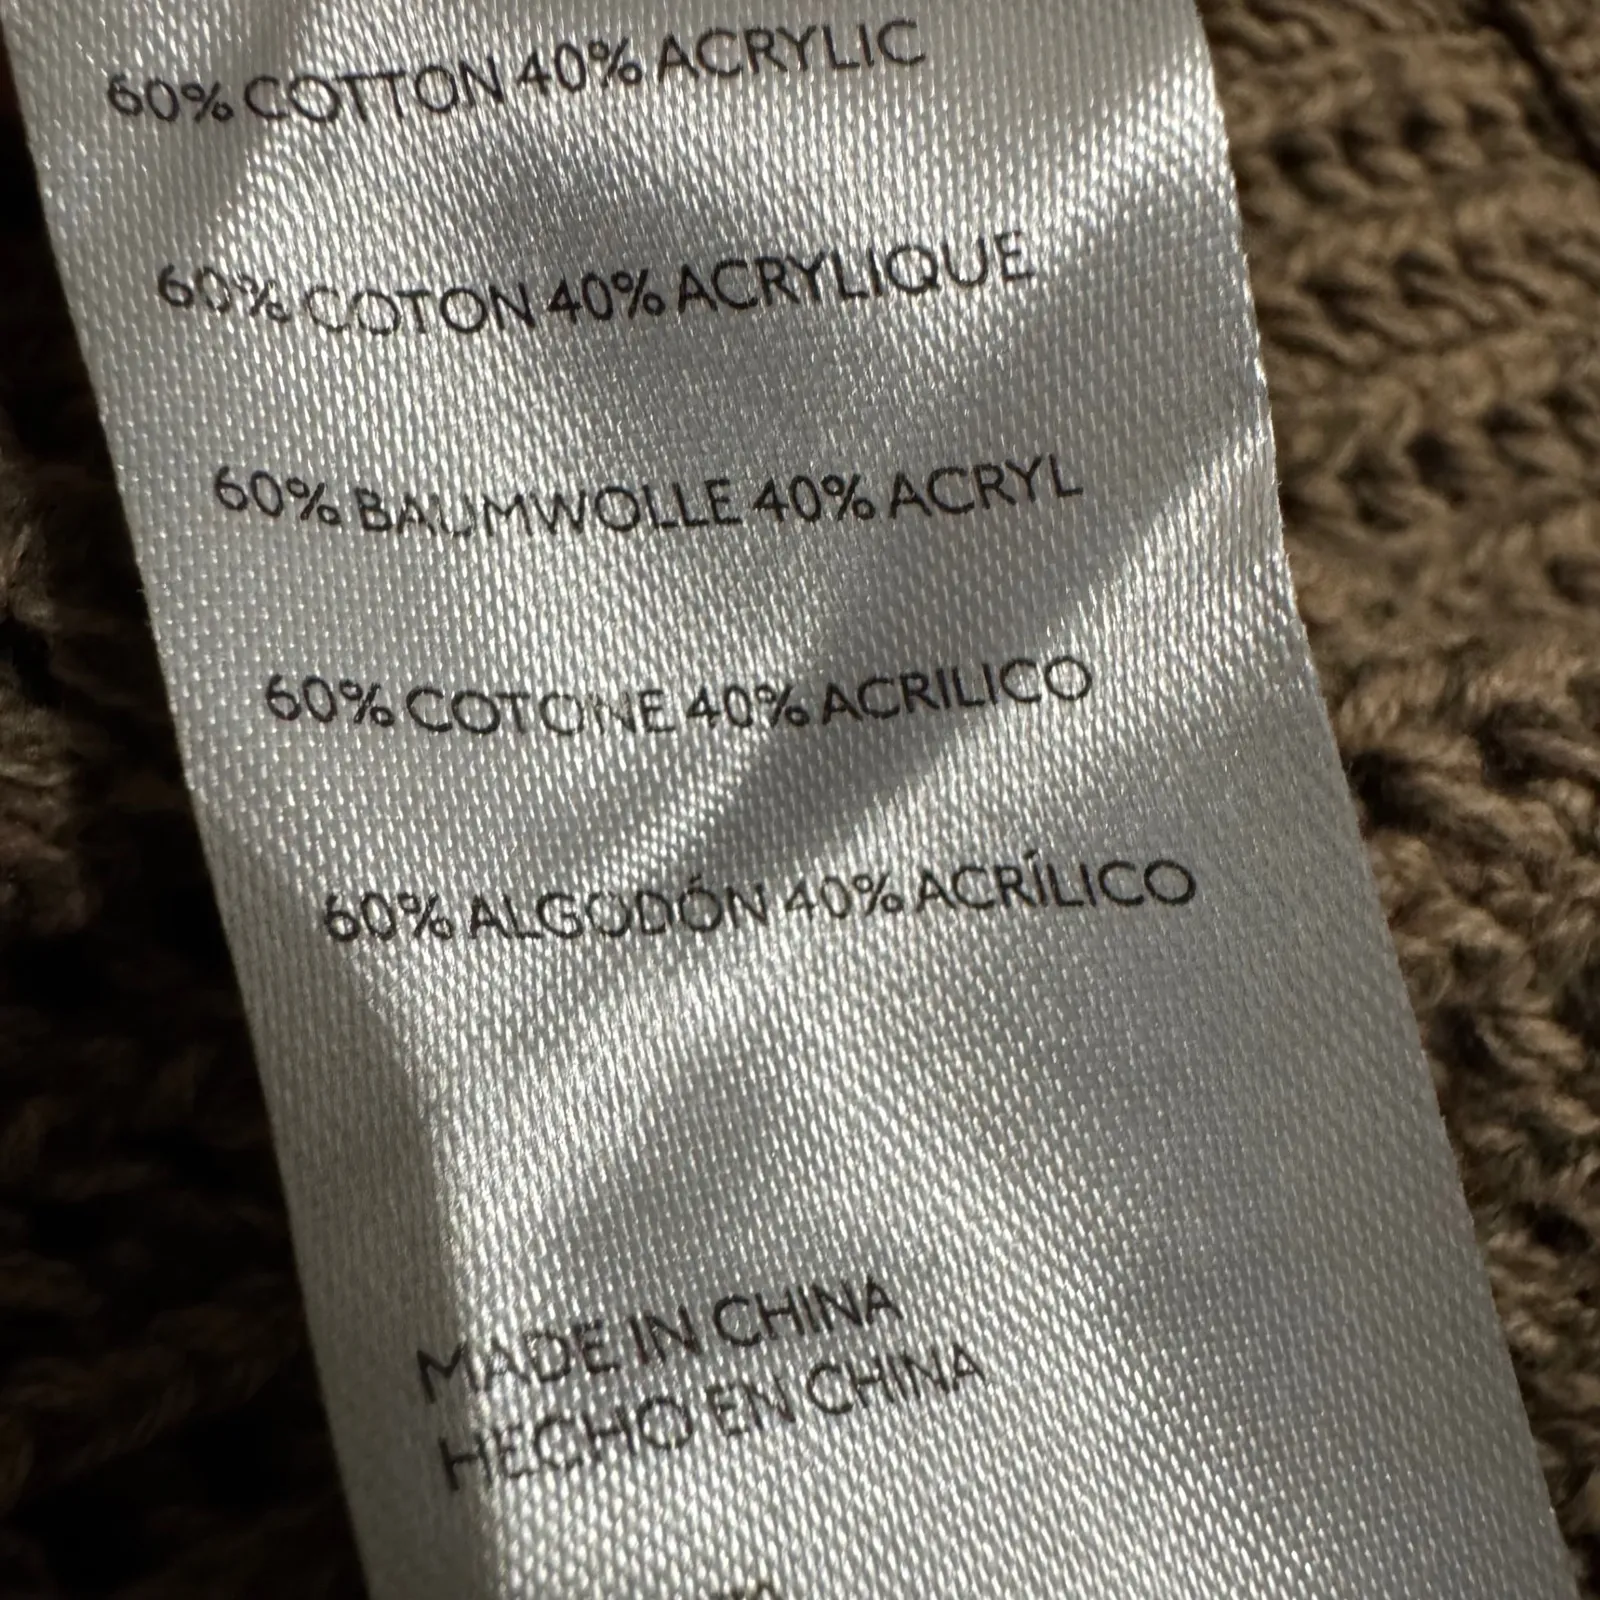 60% COTTON 40% ACRYLIC
60% COTON 40% ACRYLIQUE
60% BAUMWOLLE 40% ACRYL
60% COTONE 40% ACRILICO
60% ALGODÓN 40% ACRÍLICO
MADE IN CHINA
HECHO EN CHINA